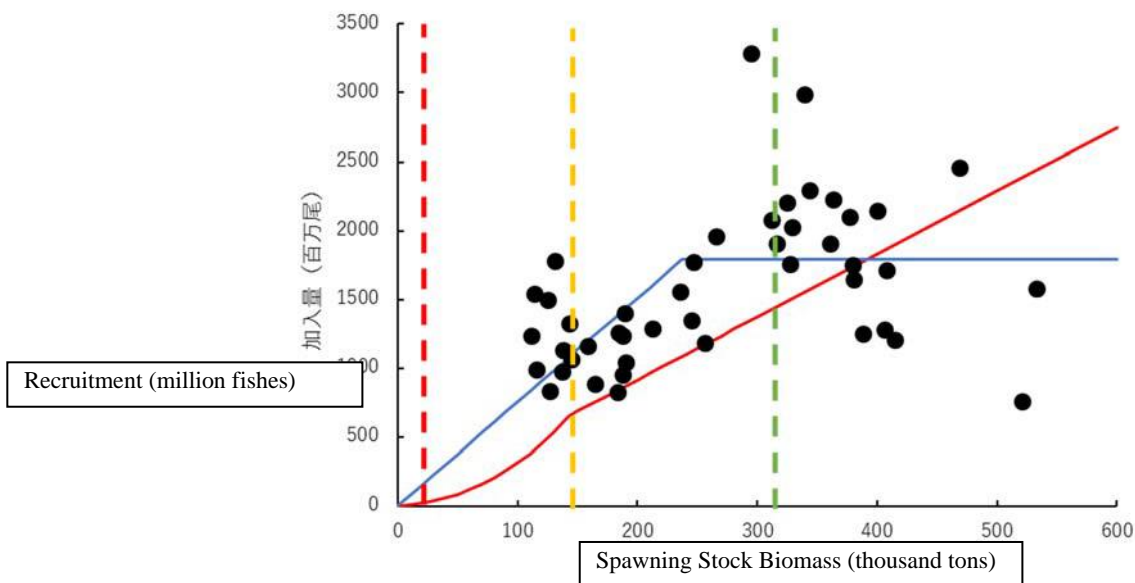 3500
3000
2500
2000
1500
1000
500
0
加入量（百万尾）
Recruitment (million fishes)
0 100 200 300 400 500 600
Spawning Stock Biomass (thousand tons)